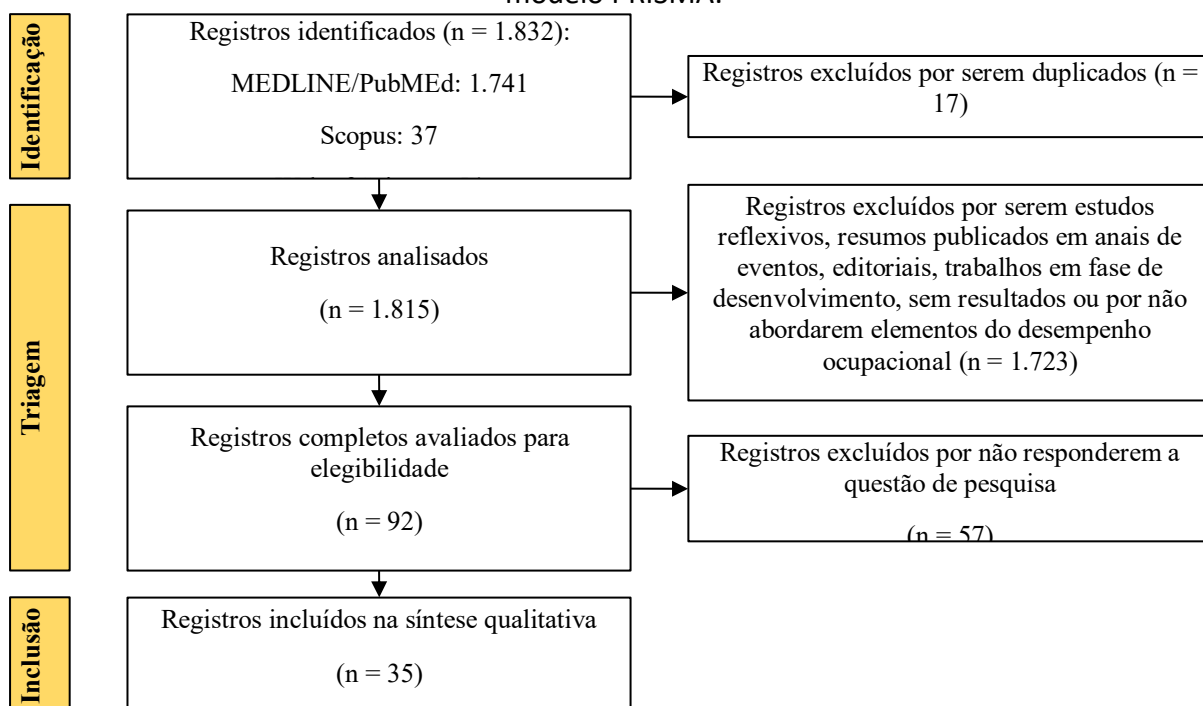 modelo PRISMA.
Identificação
Registros identificados (n = 1.832):
MEDLINE/PubMEd: 1.741
Scopus: 37
Registros excluídos por serem duplicados (n =
17)
Triagem
Registros analisados
(n = 1.815)
Registros excluídos por serem estudos
reflexivos, resumos publicados em anais de
eventos, editoriais, trabalhos em fase de
desenvolvimento, sem resultados ou por não
abordarem elementos do desempenho
ocupacional (n = 1.723)
Registros completos avaliados para
elegibilidade
(n = 92)
Registros excluídos por não responderem a
questão de pesquisa
(n = 57)
Inclusão
Registros incluídos na síntese qualitativa
(n = 35)